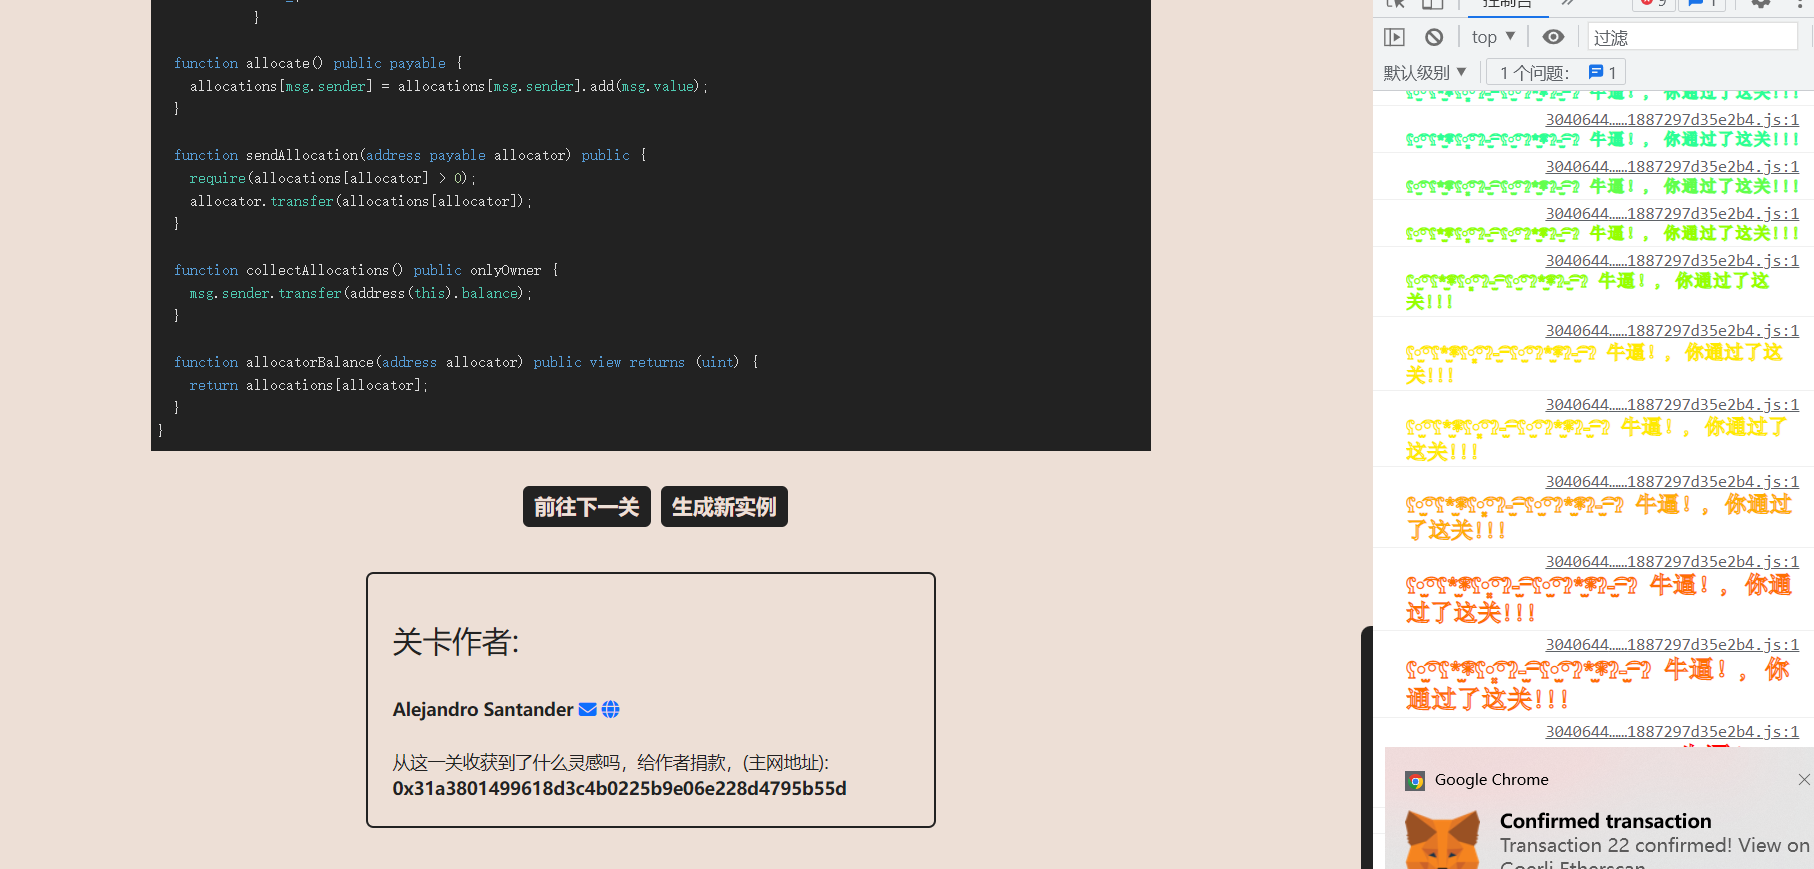 }
function allocate() public payable {
allocations[msg.sender] = allocations[msg.sender].add(msg.value);
}
function sendAllocation(address payable allocator) public {
require(allocations[allocator] > 0);
allocator.transfer(allocations[allocator]);
}
function collectAllocations() public onlyOwner {
msg.sender.transfer(address(this).balance);
}
function allocatorBalance(address allocator) public view returns (uint) {
return allocations[allocator];
}
}
前往下一关 生成新实例
关卡作者:
Alejandro Santander
从这一关收获到了什么灵感吗，给作者捐款，(主网地址):
0x31a3801499618d3c4b0225b9e06e228d4795b55d
控制台 9 1
top 过滤
默认级别 1 个问题: 1
牛逼!, 你通过了这关!!!
3040644……1887297d35e2b4.js:1
牛逼!, 你通过了这关!!!
3040644……1887297d35e2b4.js:1
牛逼!, 你通过了这关!!!
3040644……1887297d35e2b4.js:1
牛逼!, 你通过了这关!!!
3040644……1887297d35e2b4.js:1
牛逼!, 你通过了这
关!!!
3040644……1887297d35e2b4.js:1
牛逼!, 你通过了这
关!!!
3040644……1887297d35e2b4.js:1
牛逼!, 你通过了
这关!!!
3040644……1887297d35e2b4.js:1
牛逼!, 你通过
了这关!!!
3040644……1887297d35e2b4.js:1
牛逼!, 你通
过了这关!!!
3040644……1887297d35e2b4.js:1
牛逼!, 你
通过了这关!!!
3040644……1887297d35e2b4.js:1
Google Chrome
Confirmed transaction
Transaction 22 confirmed! View on
Goerli Etherscan